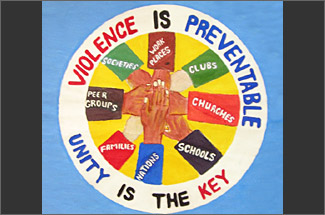 VIOLENCE IS PREVENTABLE
UNITY IS THE KEY
WORK
PLACES
CLUBS
CHURCHES
SCHOOLS
NATIONS
FAMILIES
PEER
GROUPS
SOCIETIES